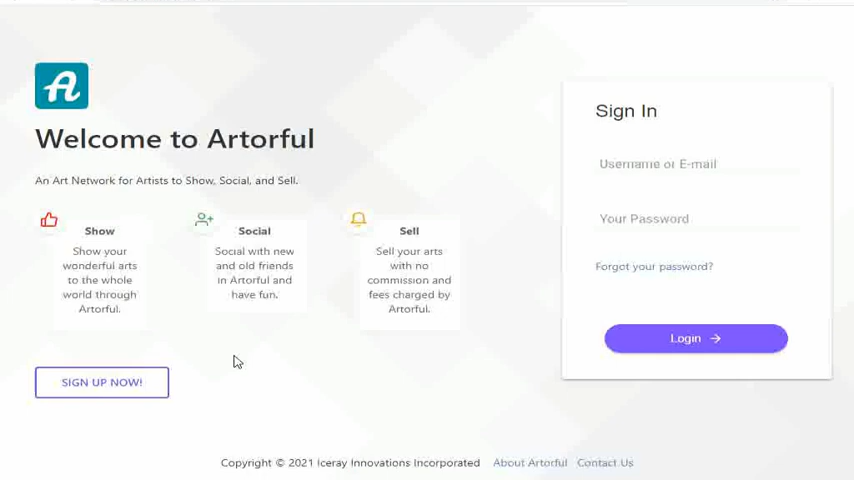 A
Welcome to Artorful
An Art Network for Artists to Show, Social, and Sell.
Show
Show your
wonderful arts
to the whole
world through
Artorful.
Social
Social with new
and old friends
in Artorful and
have fun.
Sell
Sell your arts
with no
commission and
fees charged by
Artorful.
SIGN UP NOW!
Sign In
Username or E-mail
Your Password
Forgot your password?
Login
Copyright © 2021 Iceray Innovations Incorporated About Artorful Contact Us